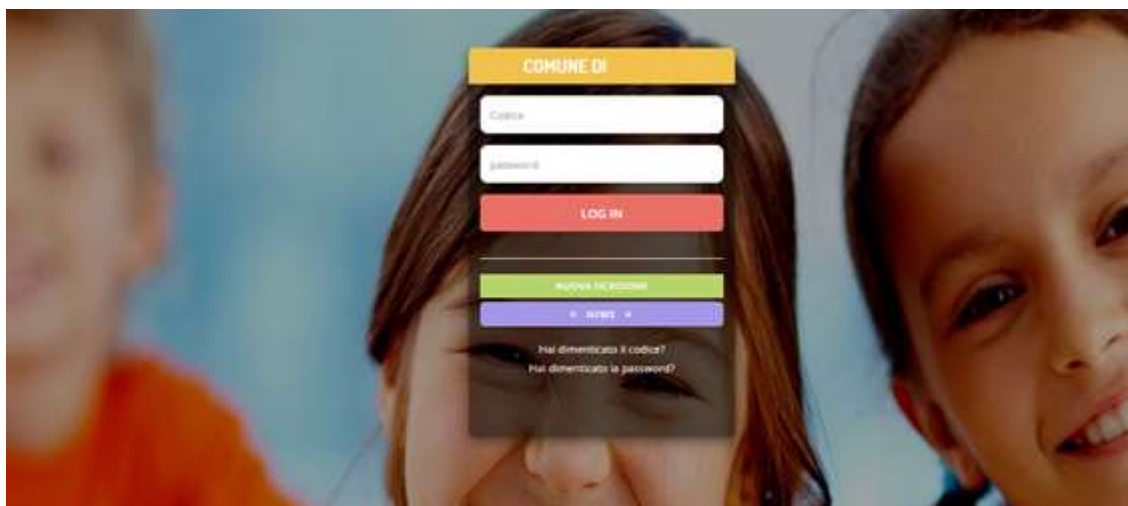 COMUNE DI
Codice
password
LOG IN
NUOVA ISCRIZIONE
NEWS
Hai dimenticato il codice?
Hai dimenticato la password?